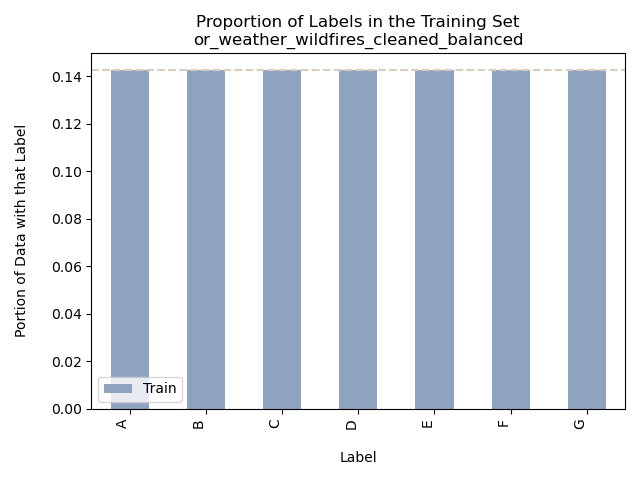 Proportion of Labels in the Training Set
or_weather_wildfires_cleaned_balanced
Portion of Data with that Label
0.14
0.12
0.10
0.08
0.06
0.04
0.02
0.00
Train
A
B
C
D
E
F
G
Label